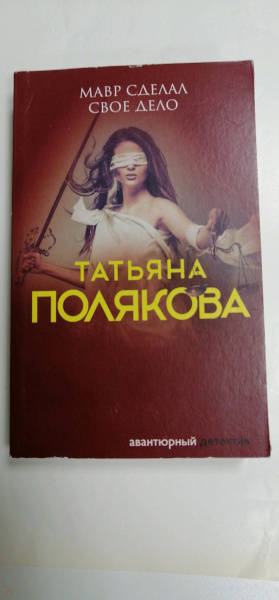 МАВР СДЕЛАЛ
СВОЕ ДЕЛО
ТАТЬЯНА
ПОЛЯКОВА
авантюрный детектив